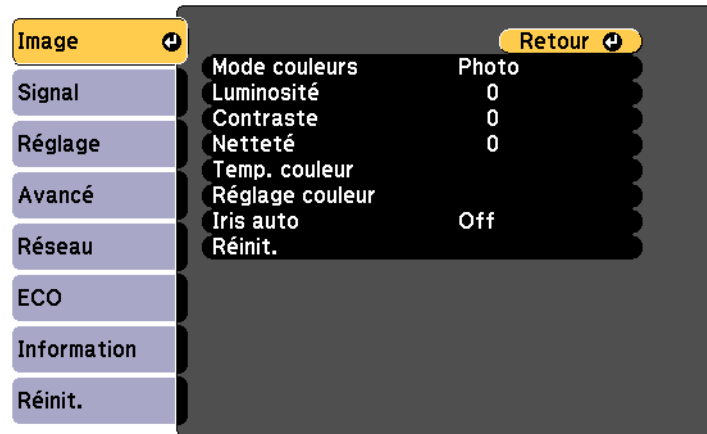 Image
Signal
Réglage
Avancé
Réseau
ECO
Information
Réinit.
Retour
Mode couleurs Photo
Luminosité 0
Contraste 0
Netteté 0
Temp. couleur
Réglage couleur
Iris auto Off
Réinit.